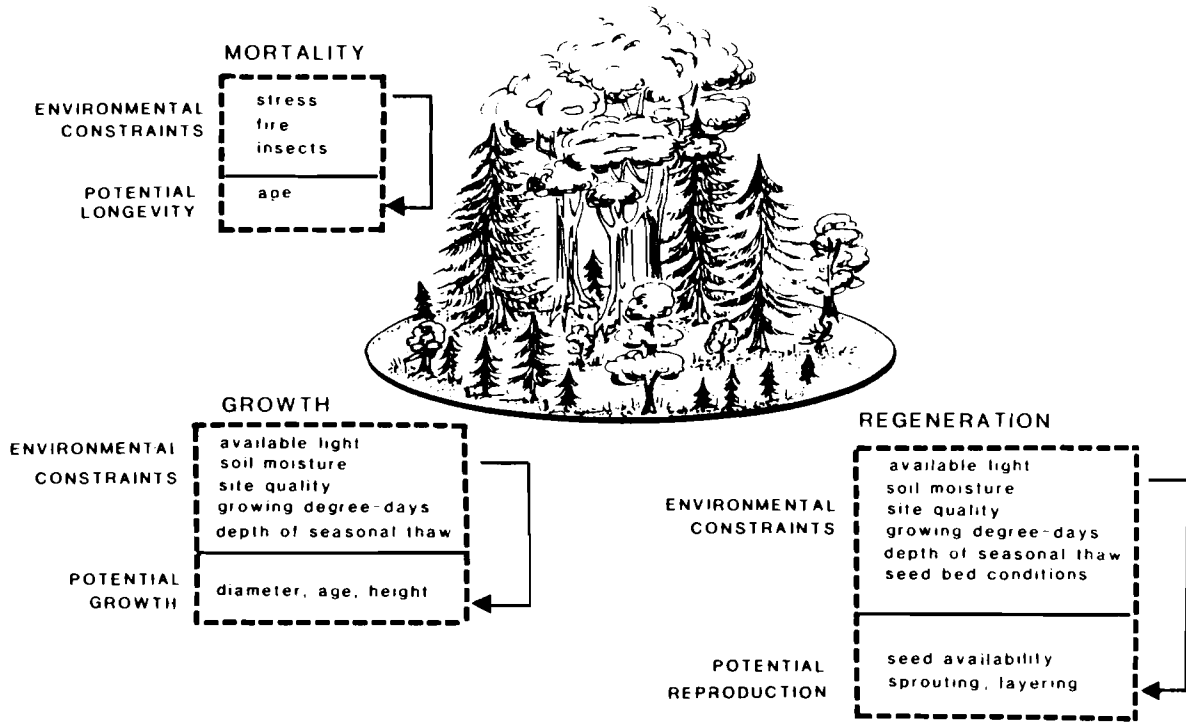 MORTALITY
ENVIRONMENTAL
CONSTRAINTS
stress
fire
insects
POTENTIAL
LONGEVITY
ape
GROWTH
ENVIRONMENTAL
CONSTRAINTS
available light
soil moisture
site quality
growing degree-days
depth of seasonal thaw
POTENTIAL
GROWTH
diameter, age, height
REGENERATION
ENVIRONMENTAL
CONSTRAINTS
available light
soil moisture
site quality
growing degree-days
depth of seasonal thaw
seed bed conditions
POTENTIAL
REPRODUCTION
seed availability
sprouting, layering